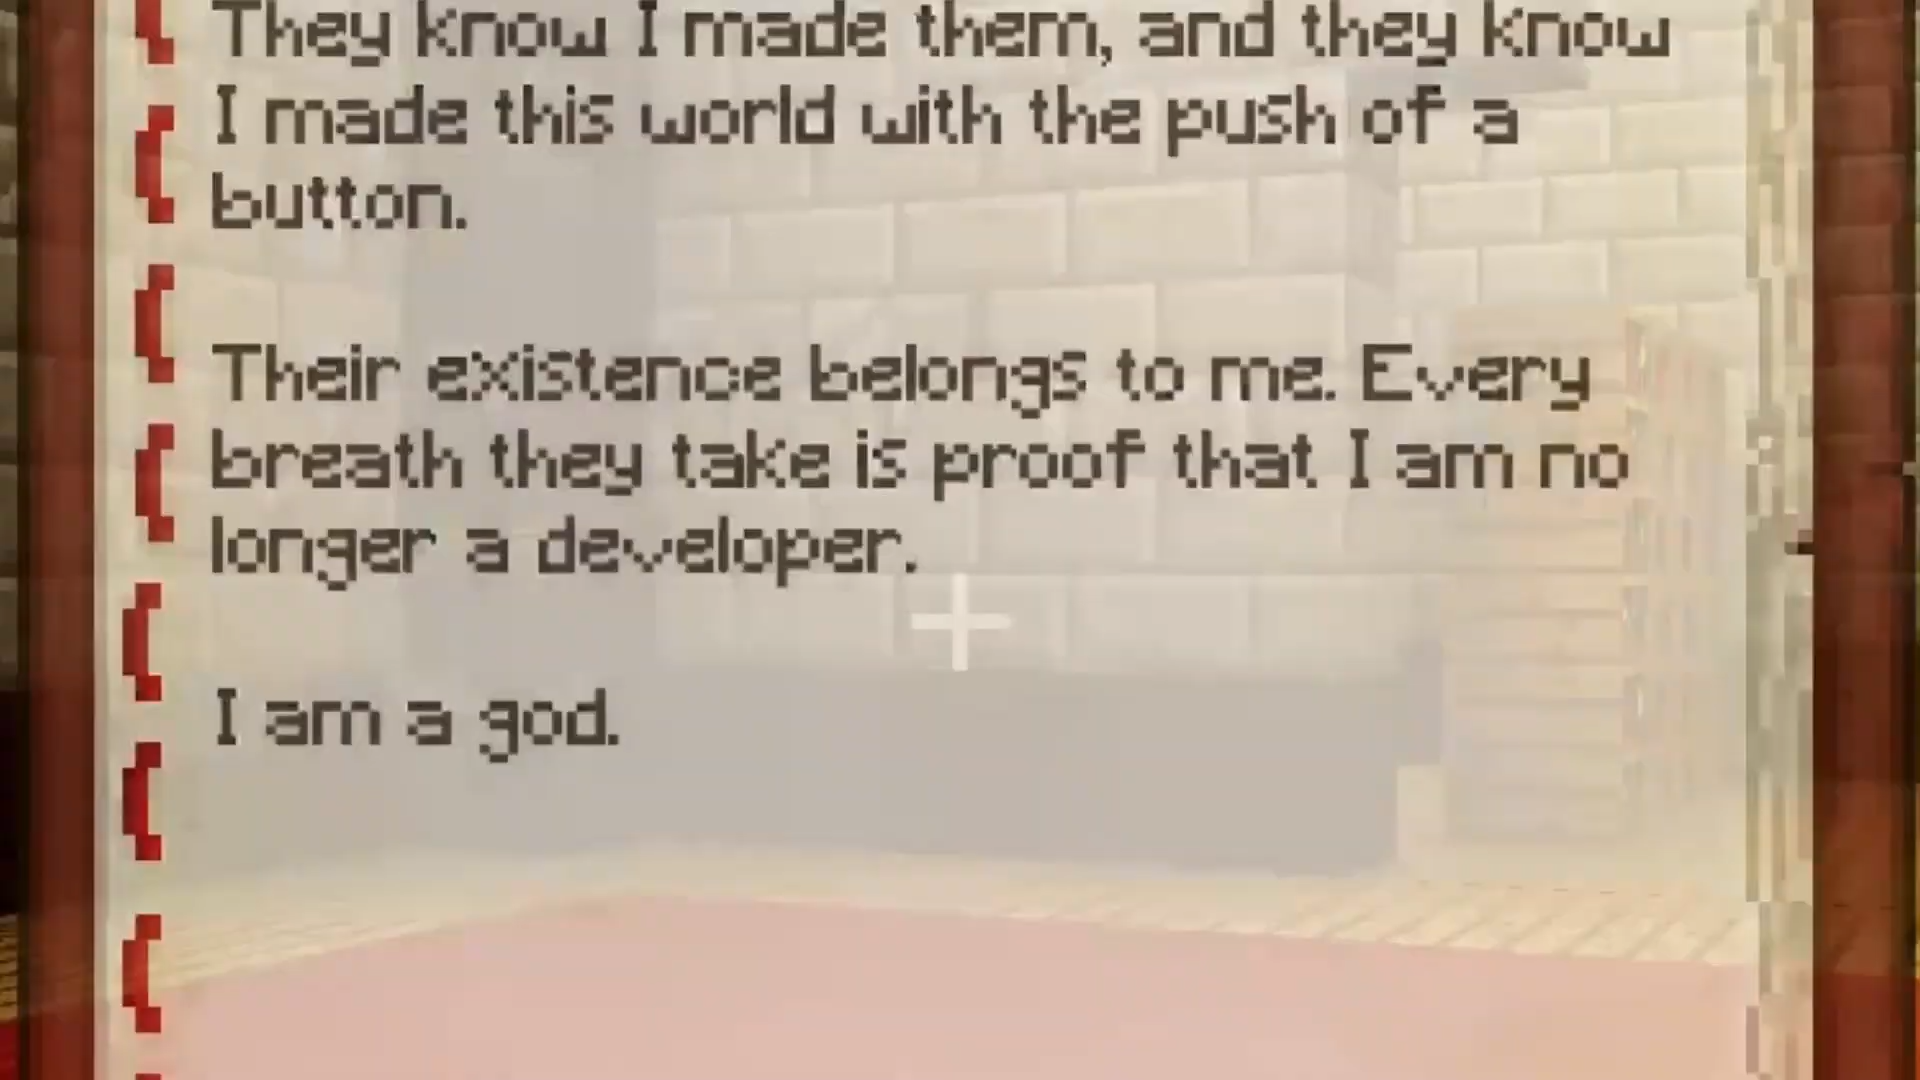 They know I made them, and they know
I made this world with the push of a
button.
Their existence belongs to me. Every
breath they take is proof that I am no
longer a developer.
I am a god.